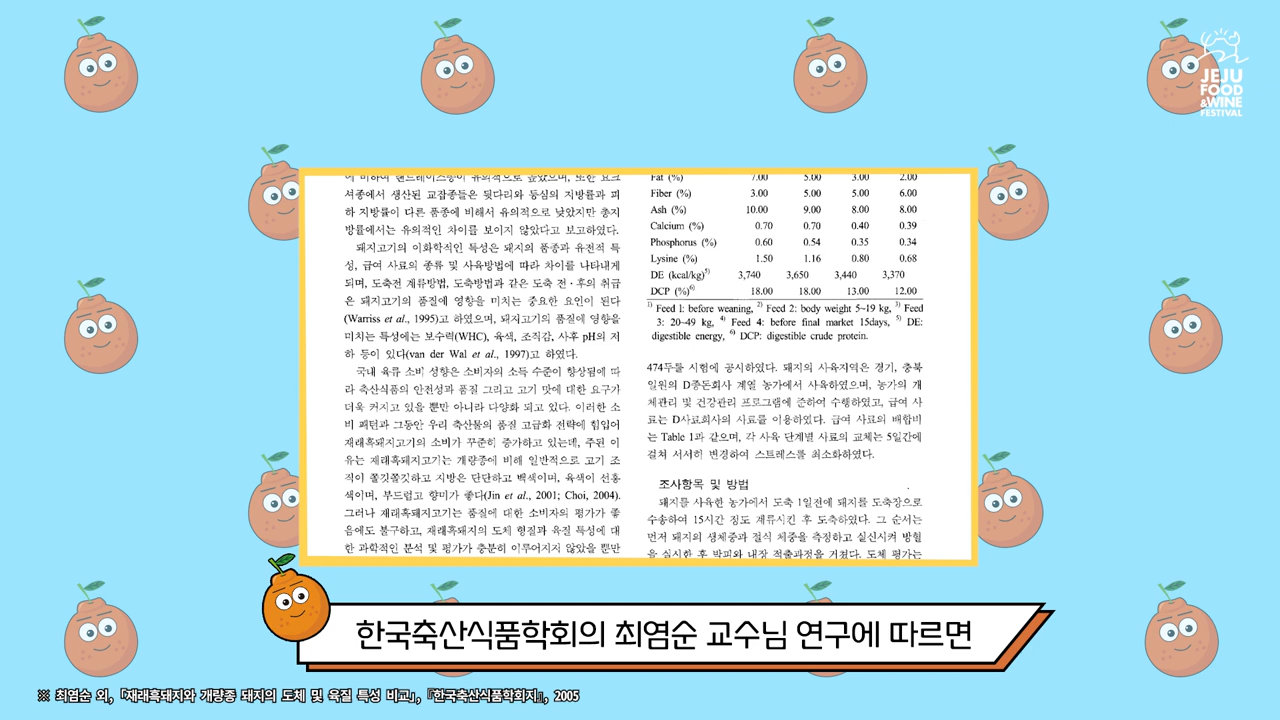 JEJU
FOOD
&WINE
FESTIVAL
에 비하여 랜드레이스종이 유의적으로 높았으며, 또한 요크
셔종에서 생산된 교잡종들은 뒷다리와 등심의 지방률과 피
하 지방률이 다른 품종에 비해서 유의적으로 낮았지만 총지
방률에서는 유의적인 차이를 보이지 않았다고 보고하였다.
돼지고기의 이화학적인 특성은 돼지의 품종과 유전적 특
성, 급여 사료의 종류 및 사육방법에 따라 차이를 나타내게
되며, 도축전 계류방법, 도축방법과 같은 도축 전·후의 취급
은 돼지고기의 품질에 영향을 미치는 중요한 요인이 된다
(Warriss et al., 1995)고 하였으며, 돼지고기의 품질에 영향을
미치는 특성에는 보수력(WHC), 육색, 조직감, 사후 pH의 저
하 등이 있다(van der Wal et al., 1997)고 하였다.
국내 육류 소비 성향은 소비자의 소득 수준이 향상됨에 따
라 축산식품의 안전성과 품질 그리고 고기 맛에 대한 요구가
더욱 커지고 있을 뿐만 아니라 다양화 되고 있다. 이러한 소
비 패턴과 그동안 우리 축산물의 품질 고급화 전략에 힘입어
재래흑돼지고기의 소비가 꾸준히 증가하고 있는데, 주된 이
유는 재래흑돼지고기는 개량종에 비해 일반적으로 고기 조
직이 쫄깃쫄깃하고 지방은 단단하고 백색이며, 육색이 선홍
색이며, 부드럽고 향미가 좋다(Jin et al., 2001; Choi, 2004).
그러나 재래흑돼지고기는 품질에 대한 소비자의 평가가 좋
음에도 불구하고, 재래흑돼지의 도체 형질과 육질 특성에 대
한 과학적인 분석 및 평가가 충분히 이루어지지 않았을 뿐만
Fat (%) 7.00 5.00 3.00 2.00
Fiber (%) 3.00 5.00 5.00 6.00
Ash (%) 10.00 9.00 8.00 8.00
Calcium (%) 0.70 0.70 0.40 0.39
Phosphorus (%) 0.60 0.54 0.35 0.34
Lysine (%) 1.50 1.16 0.80 0.68
DE (kcal/kg)5) 3,740 3,650 3,440 3,370
DCP (%)6) 18.00 18.00 13.00 12.00
1) Feed 1: before weaning, 2) Feed 2: body weight 5~19 kg, 3) Feed
3: 20~49 kg, 4) Feed 4: before final market 15days, 5) DE:
digestible energy, 6) DCP: digestible crude protein.
474두를 시험에 공시하였다. 돼지의 사육지역은 경기, 충북
일원의 D종돈회사 계열 농가에서 사육하였으며, 농가의 개
체관리 및 건강관리 프로그램에 준하여 수행하였고, 급여 사
료는 D사료회사의 사료를 이용하였다. 급여 사료의 배합비
는 Table 1과 같으며, 각 사육 단계별 사료의 교체는 5일간에
걸쳐 서서히 변경하여 스트레스를 최소화하였다.
조사항목 및 방법
돼지를 사육한 농가에서 도축 1일전에 돼지를 도축장으로
수송하여 15시간 정도 계류시킨 후 도축하였다. 그 순서는
먼저 돼지의 생체중과 절식 체중을 측정하고 실신시켜 방혈
을 실시한 후 박피와 내장 적출과정을 거쳤다. 도체 평가는
한국축산식품학회의 최염순 교수님 연구에 따르면
※ 최염순 외, 「재래흑돼지와 개량종 돼지의 도체 및 육질 특성 비교」, 『한국축산식품학회지』, 2005